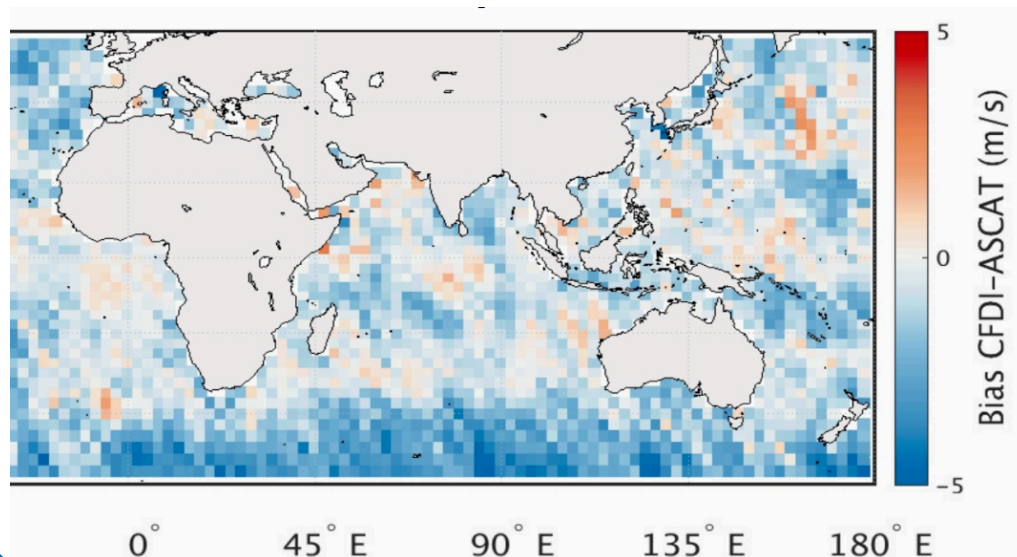 5
0
−5
Bias CFDI−ASCAT (m/s)
0°
45° E
90° E
135° E
180° E